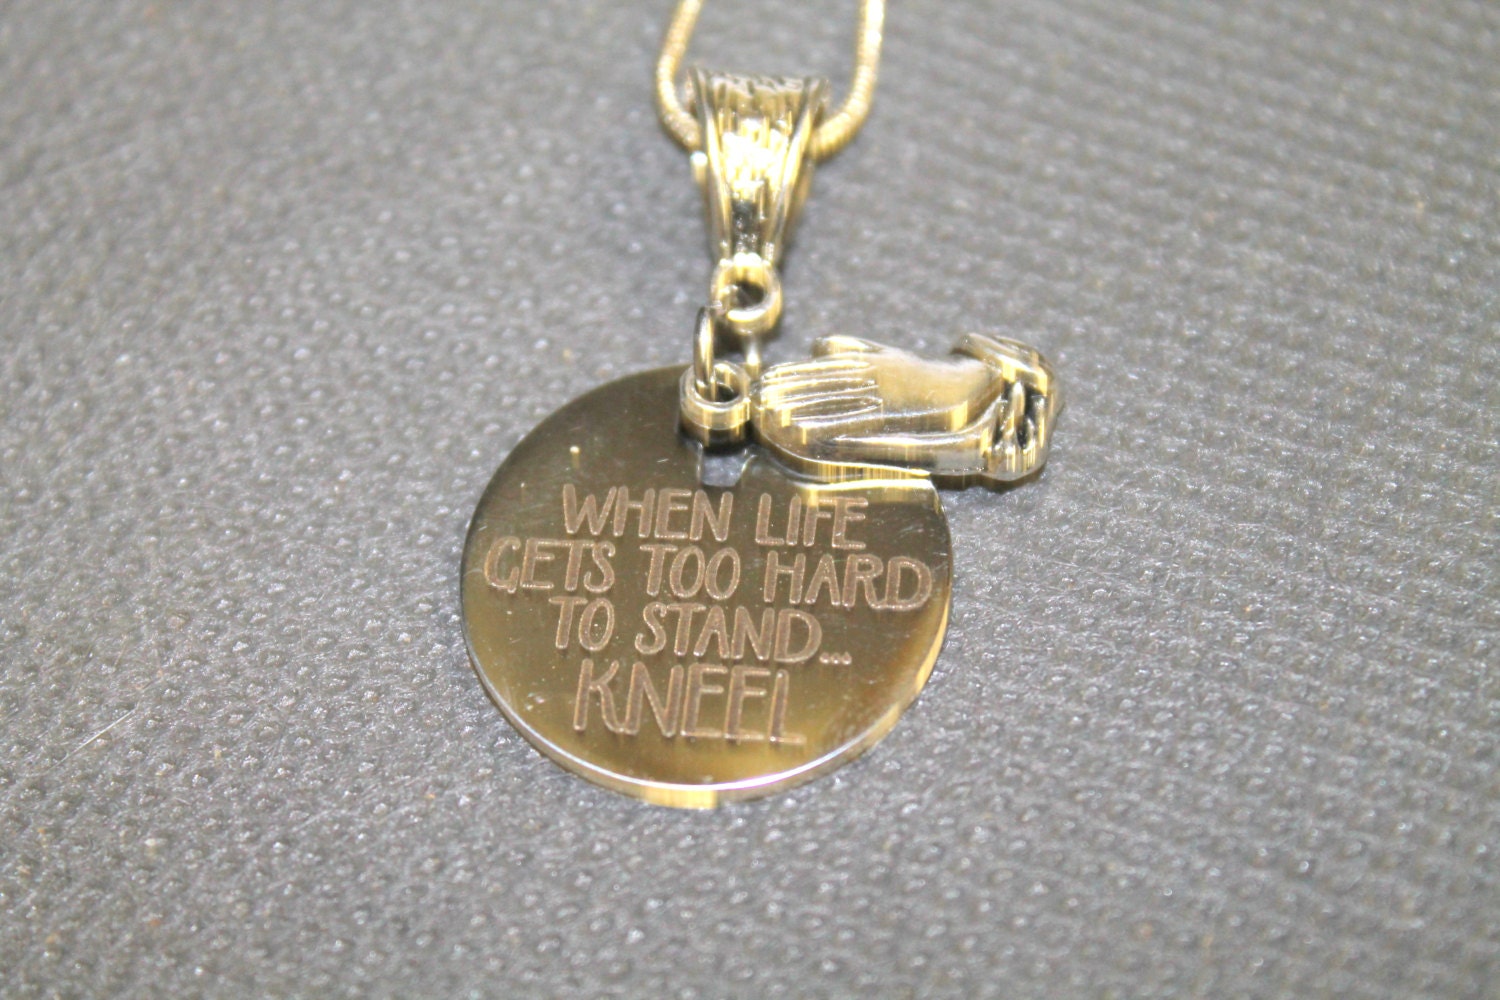 WHEN LIFE
GETS TOO HARD
TO STAND...
KNEEL